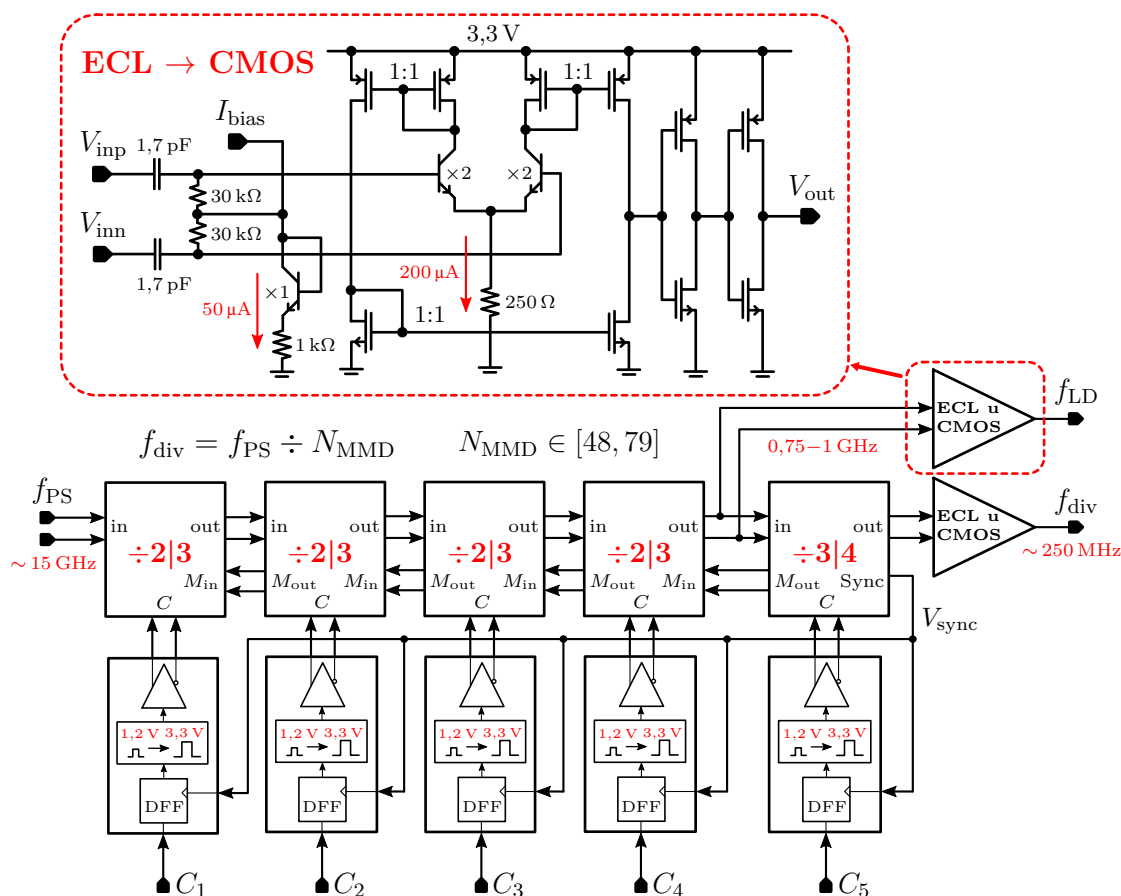 3,3 V
ECL → CMOS
1:1
1:1
I_bias
V_inp
1,7 pF
×2
×2
30 kΩ
V_out
V_inn
30 kΩ
1,7 pF
200 µA
×1
50 µA
250 Ω
1:1
1 kΩ
f_div = f_PS ÷ N_MMD
N_MMD ∈ [48, 79]
0,75−1 GHz
ECL u
CMOS
f_LD
f_PS
∼ 15 GHz
in
out
÷2|3
M_in
C
in
out
÷2|3
M_out
M_in
C
in
out
÷2|3
M_out
M_in
C
in
out
÷2|3
M_out
M_in
C
in
out
÷3|4
M_out
Sync
C
ECL u
CMOS
f_div
∼ 250 MHz
V_sync
1,2 V 3,3 V
DFF
1,2 V 3,3 V
DFF
1,2 V 3,3 V
DFF
1,2 V 3,3 V
DFF
1,2 V 3,3 V
DFF
C_1
C_2
C_3
C_4
C_5